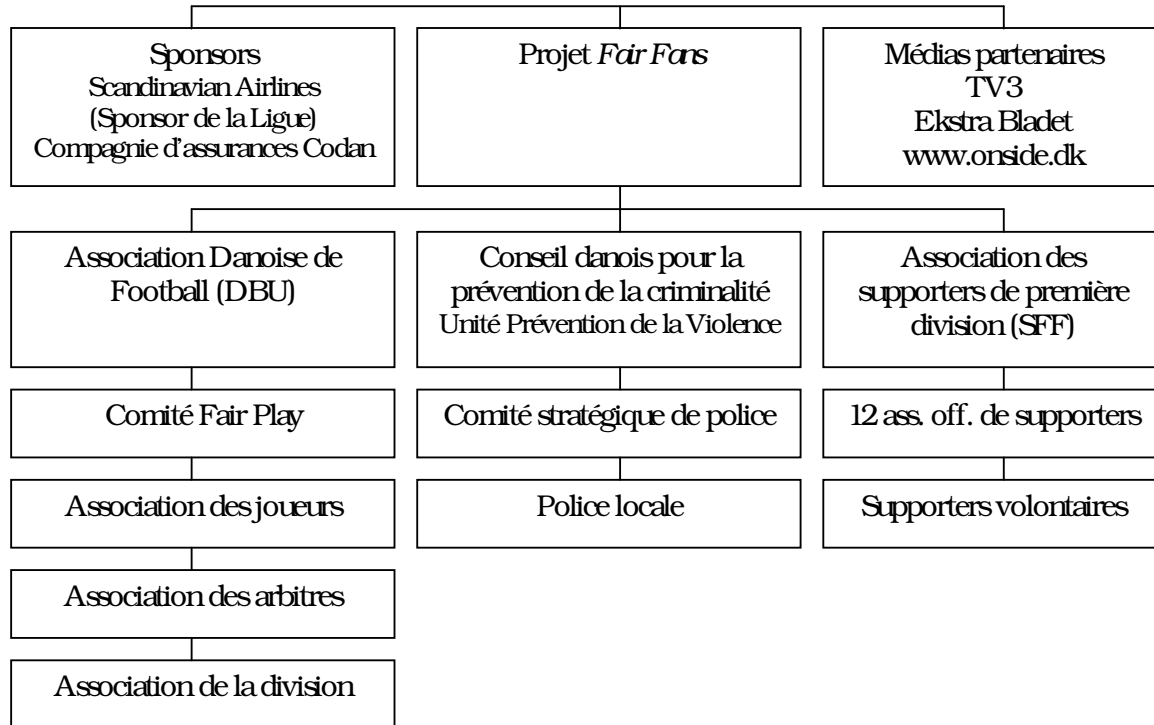 Sponsors
Scandinavian Airlines
(Sponsor de la Ligue)
Compagnie d'assurances Codan
Projet Fair Fans
Médias partenaires
TV3
Ekstra Bladet
www.onside.dk
Association Danoise de
Football (DBU)
Conseil danois pour la
prévention de la criminalité
Unité Prévention de la Violence
Association des
supporters de première
division (SFF)
Comité Fair Play
Comité stratégique de police
12 ass. off. de supporters
Association des joueurs
Police locale
Supporters volontaires
Association des arbitres
Association de la division